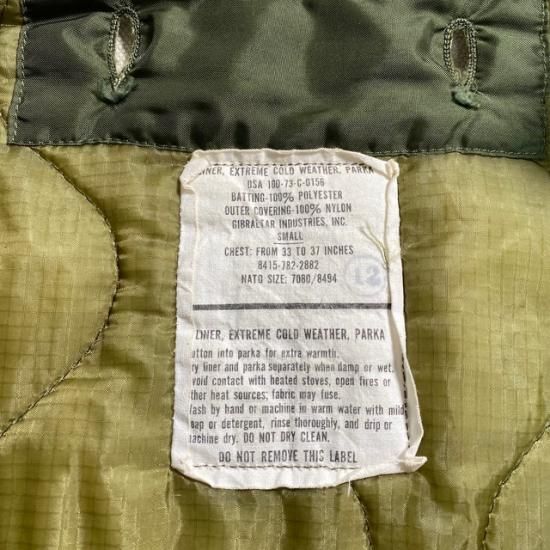 LINER, EXTREME COLD WEATHER, PARKA
DSA 100-73-C-0156
BATTING-100% POLYESTER
OUTER COVERING-100% NYLON
GIBRALTAR INDUSTRIES, INC.
SMALL
CHEST: FROM 33 TO 37 INCHES
8415-782-2882
NATO SIZE: 7080/8494
12
LINER, EXTREME COLD WEATHER, PARKA
utton into parka for extra warmth.
ry liner and parka separately when damp or wet.
void contact with heated stoves, open fires or
ther heat sources; fabric may fuse.
ash by hand or machine in warm water with mild
oap or detergent, rinse thoroughly, and drip or
machine dry. DO NOT DRY CLEAN.
DO NOT REMOVE THIS LABEL